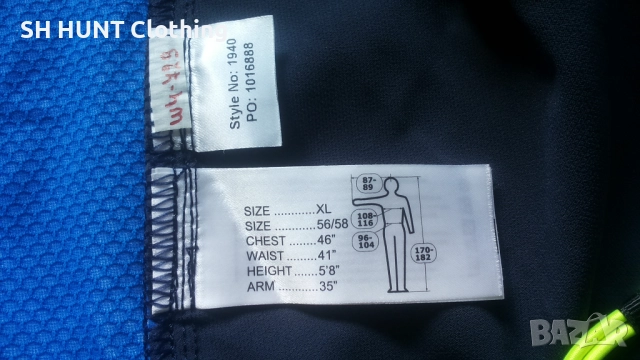 SH HUNT Clothing
Style No: 1940
PO: 1016888
SIZE ............ XL
SIZE ............ 56/58
CHEST ......... 46"
WAIST ......... 41"
HEIGHT ....... 5'8"
ARM ............ 35"
87-
89
108-
116
96-
104
170-
182
BAZAR